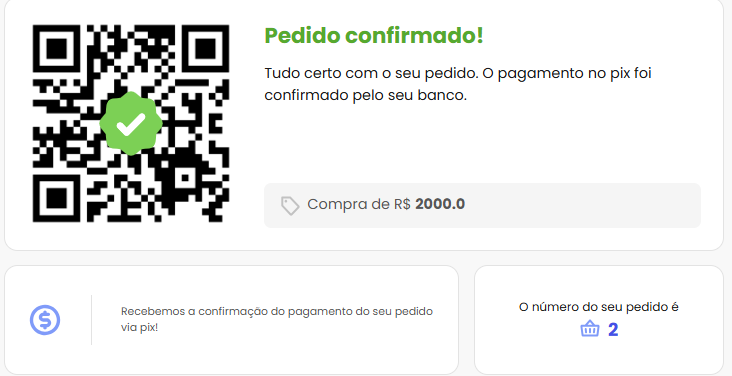 Pedido confirmado!
Tudo certo com o seu pedido. O pagamento no pix foi
confirmado pelo seu banco.
Compra de R$ 2000.0
Recebemos a confirmação do pagamento do seu pedido
via pix!
O número do seu pedido é
2